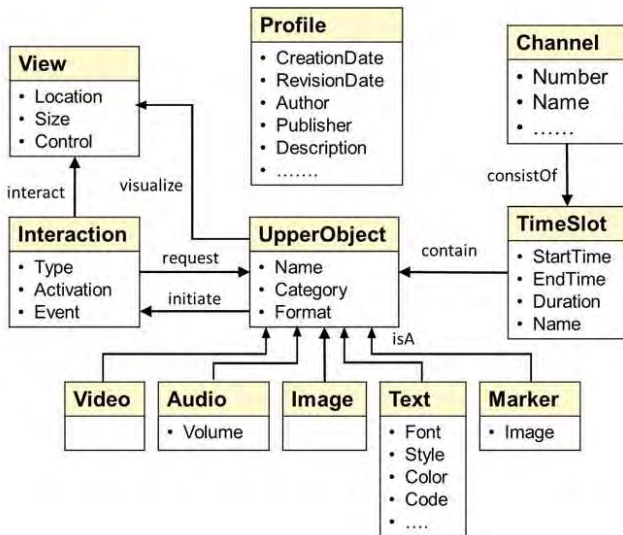 View
• Location
• Size
• Control
Profile
• CreationDate
• RevisionDate
• Author
• Publisher
• Description
• .......
Channel
• Number
• Name
• ......
interact
visualize
consistOf
Interaction
• Type
• Activation
• Event
request
initiate
UpperObject
• Name
• Category
• Format
contain
TimeSlot
• StartTime
• EndTime
• Duration
• Name
isA
Video
Audio
• Volume
Image
Text
• Font
• Style
• Color
• Code
• ....
Marker
• Image